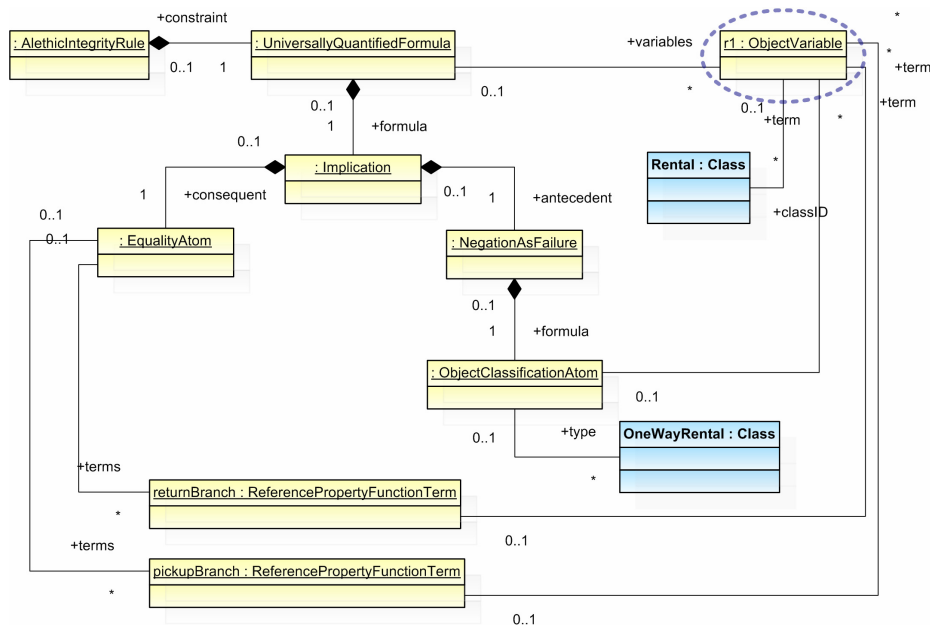 +constraint
*
: AlethicIntegrityRule
: UniversallyQuantifiedFormula
+variables
r1 : ObjectVariable
*
0..1
1
+term
0..1
*
0..1
+term
0..1
1
+formula
+term
*
0..1
: Implication
Rental : Class
*
1
+consequent
0..1
1
+antecedent
+classID
0..1
0..1
: EqualityAtom
: NegationAsFailure
0..1
1
+formula
: ObjectClassificationAtom
0..1
0..1
+type
OneWayRental : Class
+terms
*
returnBranch : ReferencePropertyFunctionTerm
*
0..1
+terms
pickupBranch : ReferencePropertyFunctionTerm
*
0..1